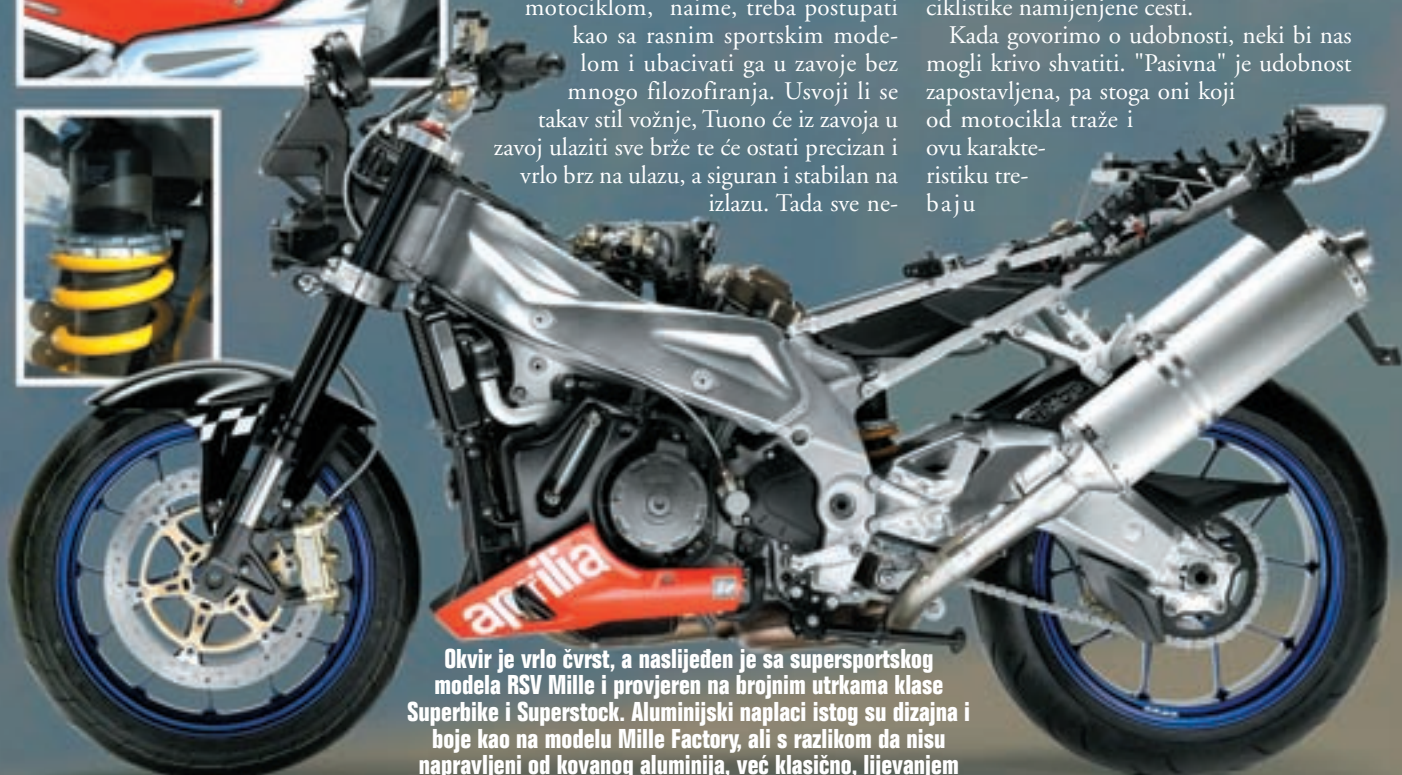 motociklom, naime, treba postupati
kao sa rasnim sportskim mode-
lom i ubacivati ga u zavoje bez
mnogo filozofiranja. Usvoji li se
takav stil vožnje, Tuono će iz zavoja u
zavoj ulaziti sve brže te će ostati precizan i
vrlo brz na ulazu, a siguran i stabilan na
izlazu. Tada sve ne-
ciklistike namijenjene cesti.
Kada govorimo o udobnosti, neki bi nas
mogli krivo shvatiti. "Pasivna" je udobnost
zapostavljena, pa stoga oni koji
od motocikla traže i
ovu karakte-
ristiku tre-
baju
aprilia
Okvir je vrlo čvrst, a naslijeđen je sa supersportskog
modela RSV Mille i provjeren na brojnim utrkama klase
Superbike i Superstock. Aluminijski naplaci istog su dizajna i
boje kao na modelu Mille Factory, ali s razlikom da nisu
napravljeni od kovanog aluminija, već klasično, lijevanjem